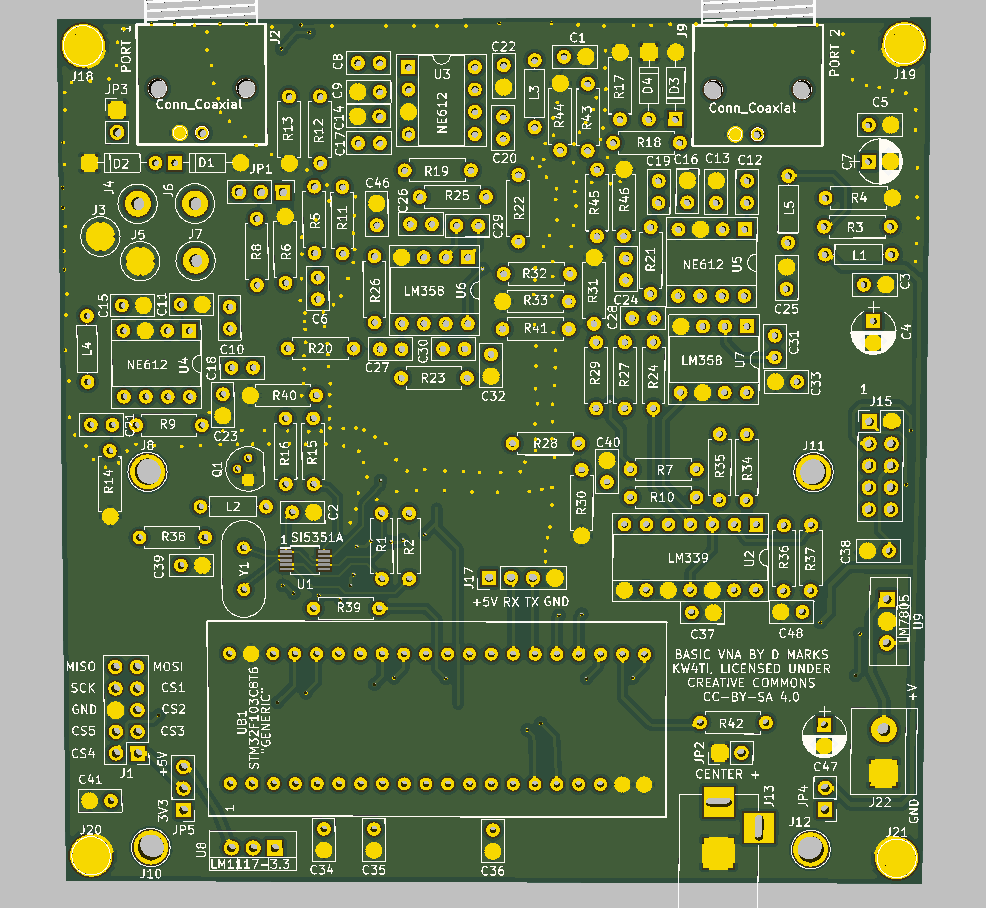 J18
PORT 1
J2
Conn_Coaxial
JP3
D2
D1
JP1
J4
J6
J3
J5
J7
R13
R12
C8
C9
C14
C17
U3
NE612
C22
C20
L3
C1
R44
R43
R17
D4
D3
R18
J9
PORT 2
Conn_Coaxial
J19
C5
C7
R4
R3
L1
L5
C3
C4
C25
R19
R25
C46
C26
C29
R22
R5
R11
R8
R6
C6
R26
LM358
U6
R32
R33
R41
R45
R46
C19
C16
C13
C12
R21
NE612
U5
R31
C24
C28
LM358
U7
C31
C33
C15
C11
C10
L4
NE612
U4
C18
R20
C27
C30
R23
C32
R29
R27
R24
R40
C23
R9
R14
J8
Q1
R16
R15
L2
C2
R28
C40
R30
R7
R10
R35
R34
J11
1
J15
R38
C39
Y1
1
SI5351A
U1
R1
R2
R39
J17
+5V RX TX GND
LM339
U2
R36
R37
C38
C37
C48
LM7805
U9
MISO
MOSI
SCK
CS1
GND
CS2
CS5
CS3
CS4
J1
+5V
3V3
JP5
C41
J20
J10
U8
LM1117-3.3
UB1
STM32F103C8T6
"GENERIC"
1
C34
C35
C36
BASIC VNA BY D MARKS
KW4TI, LICENSED UNDER
CREATIVE COMMONS
CC-BY-SA 4.0
R42
JP2
CENTER +
J13
J12
JP4
C47
+V
J22
GND
J21